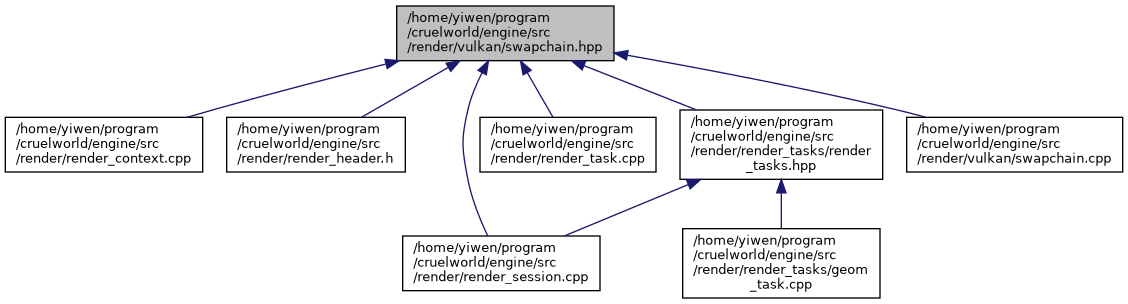 /home/yiwen/program
/cruelworld/engine/src
/render/vulkan/swapchain.hpp
/home/yiwen/program
/cruelworld/engine/src
/render/render_context.cpp
/home/yiwen/program
/cruelworld/engine/src
/render/render_header.h
/home/yiwen/program
/cruelworld/engine/src
/render/render_task.cpp
/home/yiwen/program
/cruelworld/engine/src
/render/render_tasks/render
_tasks.hpp
/home/yiwen/program
/cruelworld/engine/src
/render/vulkan/swapchain.cpp
/home/yiwen/program
/cruelworld/engine/src
/render/render_session.cpp
/home/yiwen/program
/cruelworld/engine/src
/render/render_tasks/geom
_task.cpp